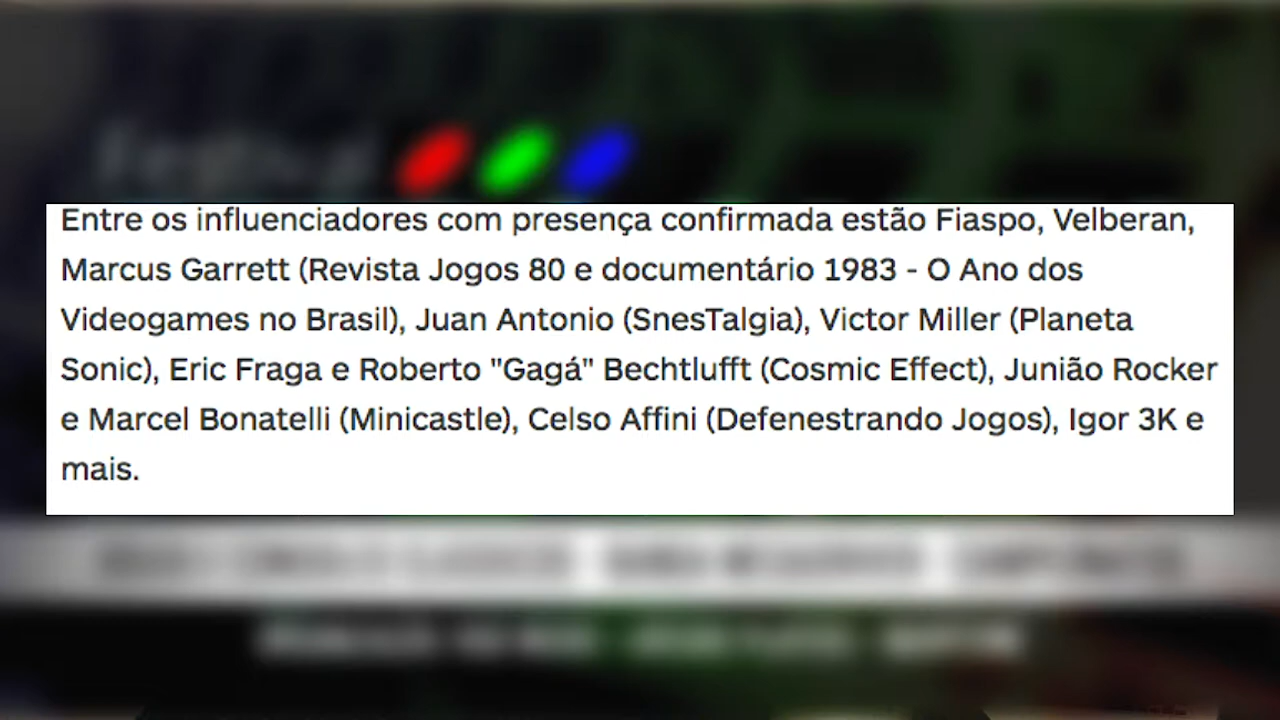 Entre os influenciadores com presença confirmada estão Fiaspo, Velberan,
Marcus Garrett (Revista Jogos 80 e documentário 1983 - O Ano dos
Videogames no Brasil), Juan Antonio (SnesTalgia), Victor Miller (Planeta
Sonic), Eric Fraga e Roberto "Gagá" Bechtlufft (Cosmic Effect), Junião Rocker
e Marcel Bonatelli (Minicastle), Celso Affini (Defenestrando Jogos), Igor 3K e
mais.